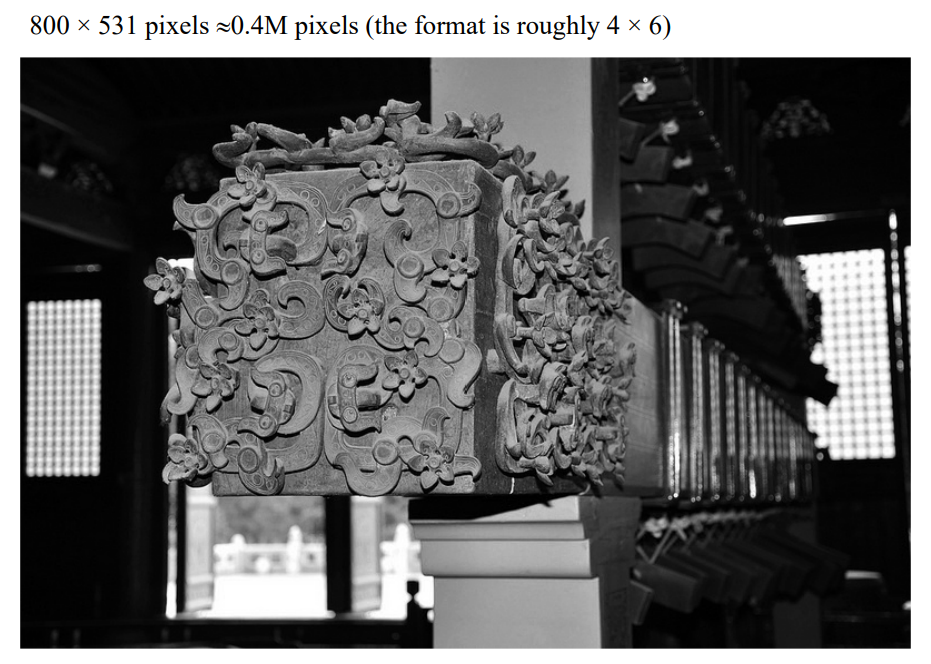 800 × 531 pixels ≈0.4M pixels (the format is roughly 4 × 6)